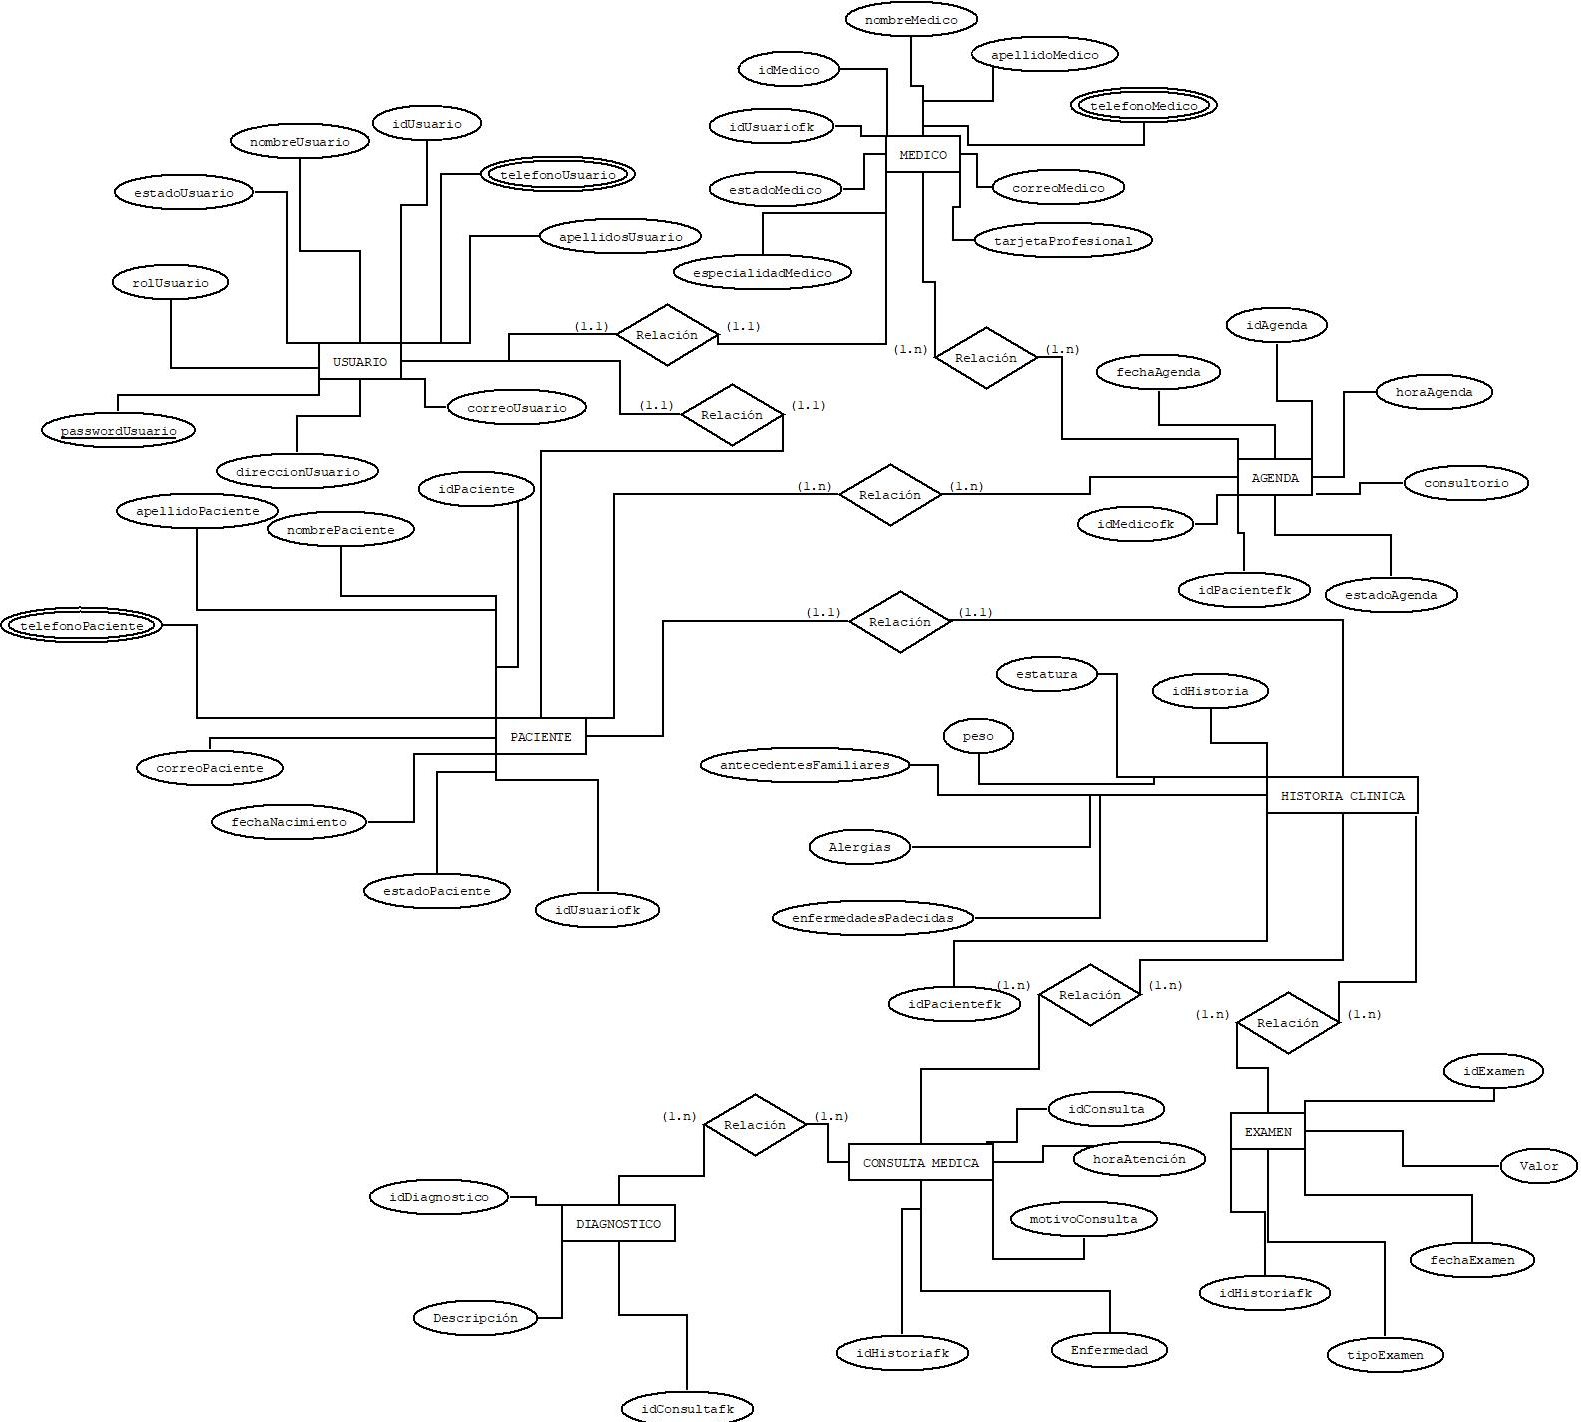 nombreMedico
apellidoMedico
idMedico
telefonoMedico
idUsuario
idUsuariofk
nombreUsuario
MEDICO
telefonoUsuario
estadoUsuario
estadoMedico
correoMedico
apellidosUsuario
tarjetaProfesional
especialidadMedico
rolUsuario
(1.1)
Relación
(1.1)
idAgenda
USUARIO
(1.n)
Relación
(1.n)
fechaAgenda
horaAgenda
correoUsuario
(1.1)
Relación
(1.1)
passwordUsuario
direccionUsuario
AGENDA
consultorio
idPaciente
(1.n)
Relación
(1.n)
apellidoPaciente
nombrePaciente
idMedicofk
idPacientefk
estadoAgenda
telefonoPaciente
(1.1)
Relación
(1.1)
estatura
idHistoria
peso
PACIENTE
correoPaciente
antecedentesFamiliares
HISTORIA CLINICA
fechaNacimiento
Alergias
estadoPaciente
idUsuariofk
enfermedadesPadecidas
(1.n)
Relación
(1.n)
idPacientefk
(1.n)
Relación
(1.n)
idExamen
(1.n)
Relación
(1.n)
idConsulta
EXAMEN
CONSULTA MEDICA
horaAtención
Valor
idDiagnostico
DIAGNOSTICO
motivoConsulta
fechaExamen
idHistoriafk
Descripción
idHistoriafk
Enfermedad
tipoExamen
idConsultafk